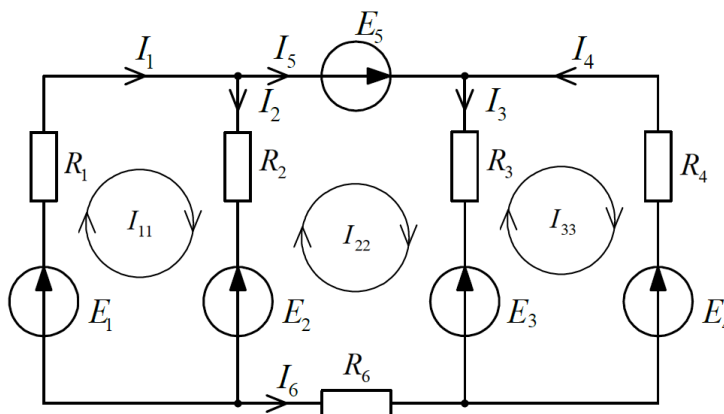 E₅
I₁ I₅ I₄
I₂ I₃
R₁ R₂ R₃ R₄
I₁₁ I₂₂ I₃₃
E₁ E₂ E₃
I₆ R₆